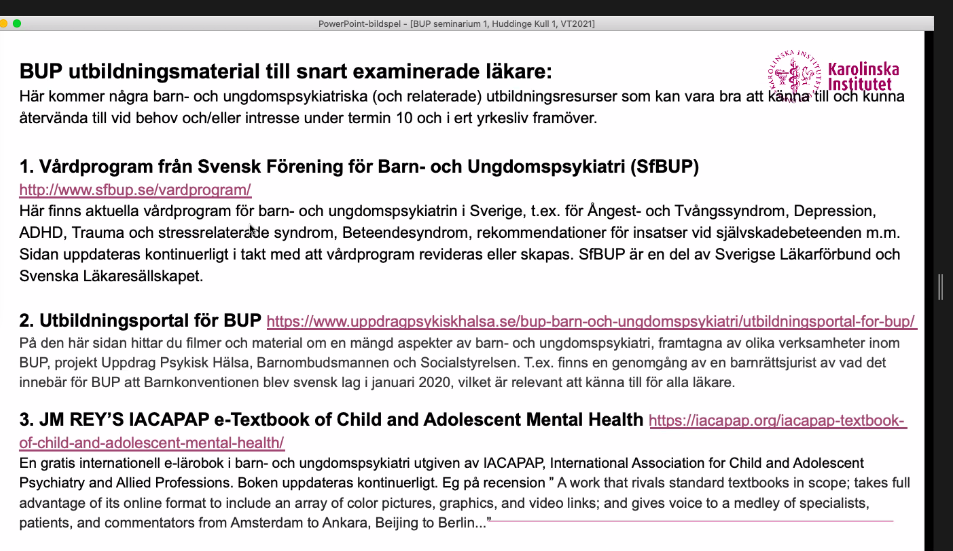 PowerPoint-bildspel - [BUP seminarium 1, Huddinge Kull 1, VT2021]
BUP utbildningsmaterial till snart examinerade läkare:
Karolinska
Institutet
Här kommer några barn- och ungdomspsykiatriska (och relaterade) utbildningsresurser som kan vara bra att känna till och kunna
återvända till vid behov och/eller intresse under termin 10 och i ert yrkesliv framöver.
1. Vårdprogram från Svensk Förening för Barn- och Ungdomspsykiatri (SfBUP)
http://www.sfbup.se/vardprogram/
Här finns aktuella vårdprogram för barn- och ungdomspsykiatrin i Sverige, t.ex. för Ångest- och Tvångssyndrom, Depression,
ADHD, Trauma och stressrelaterade syndrom, Beteendesyndrom, rekommendationer för insatser vid självskadebeteenden m.m.
Sidan uppdateras kontinuerligt i takt med att vårdprogram revideras eller skapas. SfBUP är en del av Sverigse Läkarförbund och
Svenska Läkaresällskapet.
2. Utbildningsportal för BUP https://www.uppdragpsykiskhalsa.se/bup-barn-och-ungdomspsykiatri/utbildningsportal-for-bup/
På den här sidan hittar du filmer och material om en mängd aspekter av barn- och ungdomspsykiatri, framtagna av olika verksamheter inom
BUP, projekt Uppdrag Psykisk Hälsa, Barnombudsmannen och Socialstyrelsen. T.ex. finns en genomgång av en barnrättsjurist av vad det
innebär för BUP att Barnkonventionen blev svensk lag i januari 2020, vilket är relevant att känna till för alla läkare.
3. JM REY'S IACAPAP e-Textbook of Child and Adolescent Mental Health https://iacapap.org/iacapap-textbook-
of-child-and-adolescent-mental-health/
En gratis internationell e-lärobok i barn- och ungdomspsykiatri utgiven av IACAPAP, International Association for Child and Adolescent
Psychiatry and Allied Professions. Boken uppdateras kontinuerligt. Eg på recension " A work that rivals standard textbooks in scope; takes full
advantage of its online format to include an array of color pictures, graphics, and video links; and gives voice to a medley of specialists,
patients, and commentators from Amsterdam to Ankara, Beijing to Berlin..."